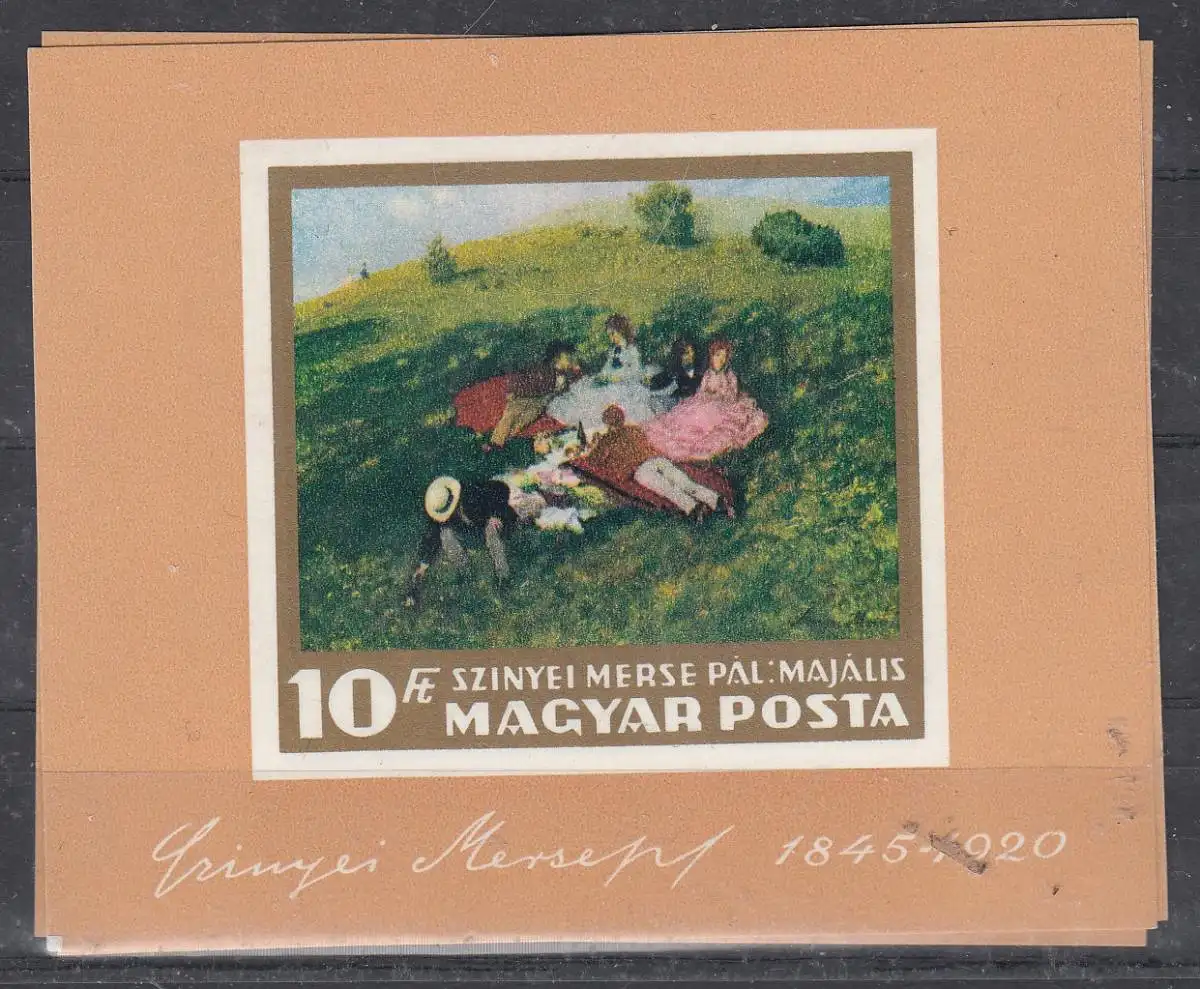 10 Ft SZINYEI MERSE PÁL: MAJÁLIS
MAGYAR POSTA
Szinyei Merse Pál 1845-1920